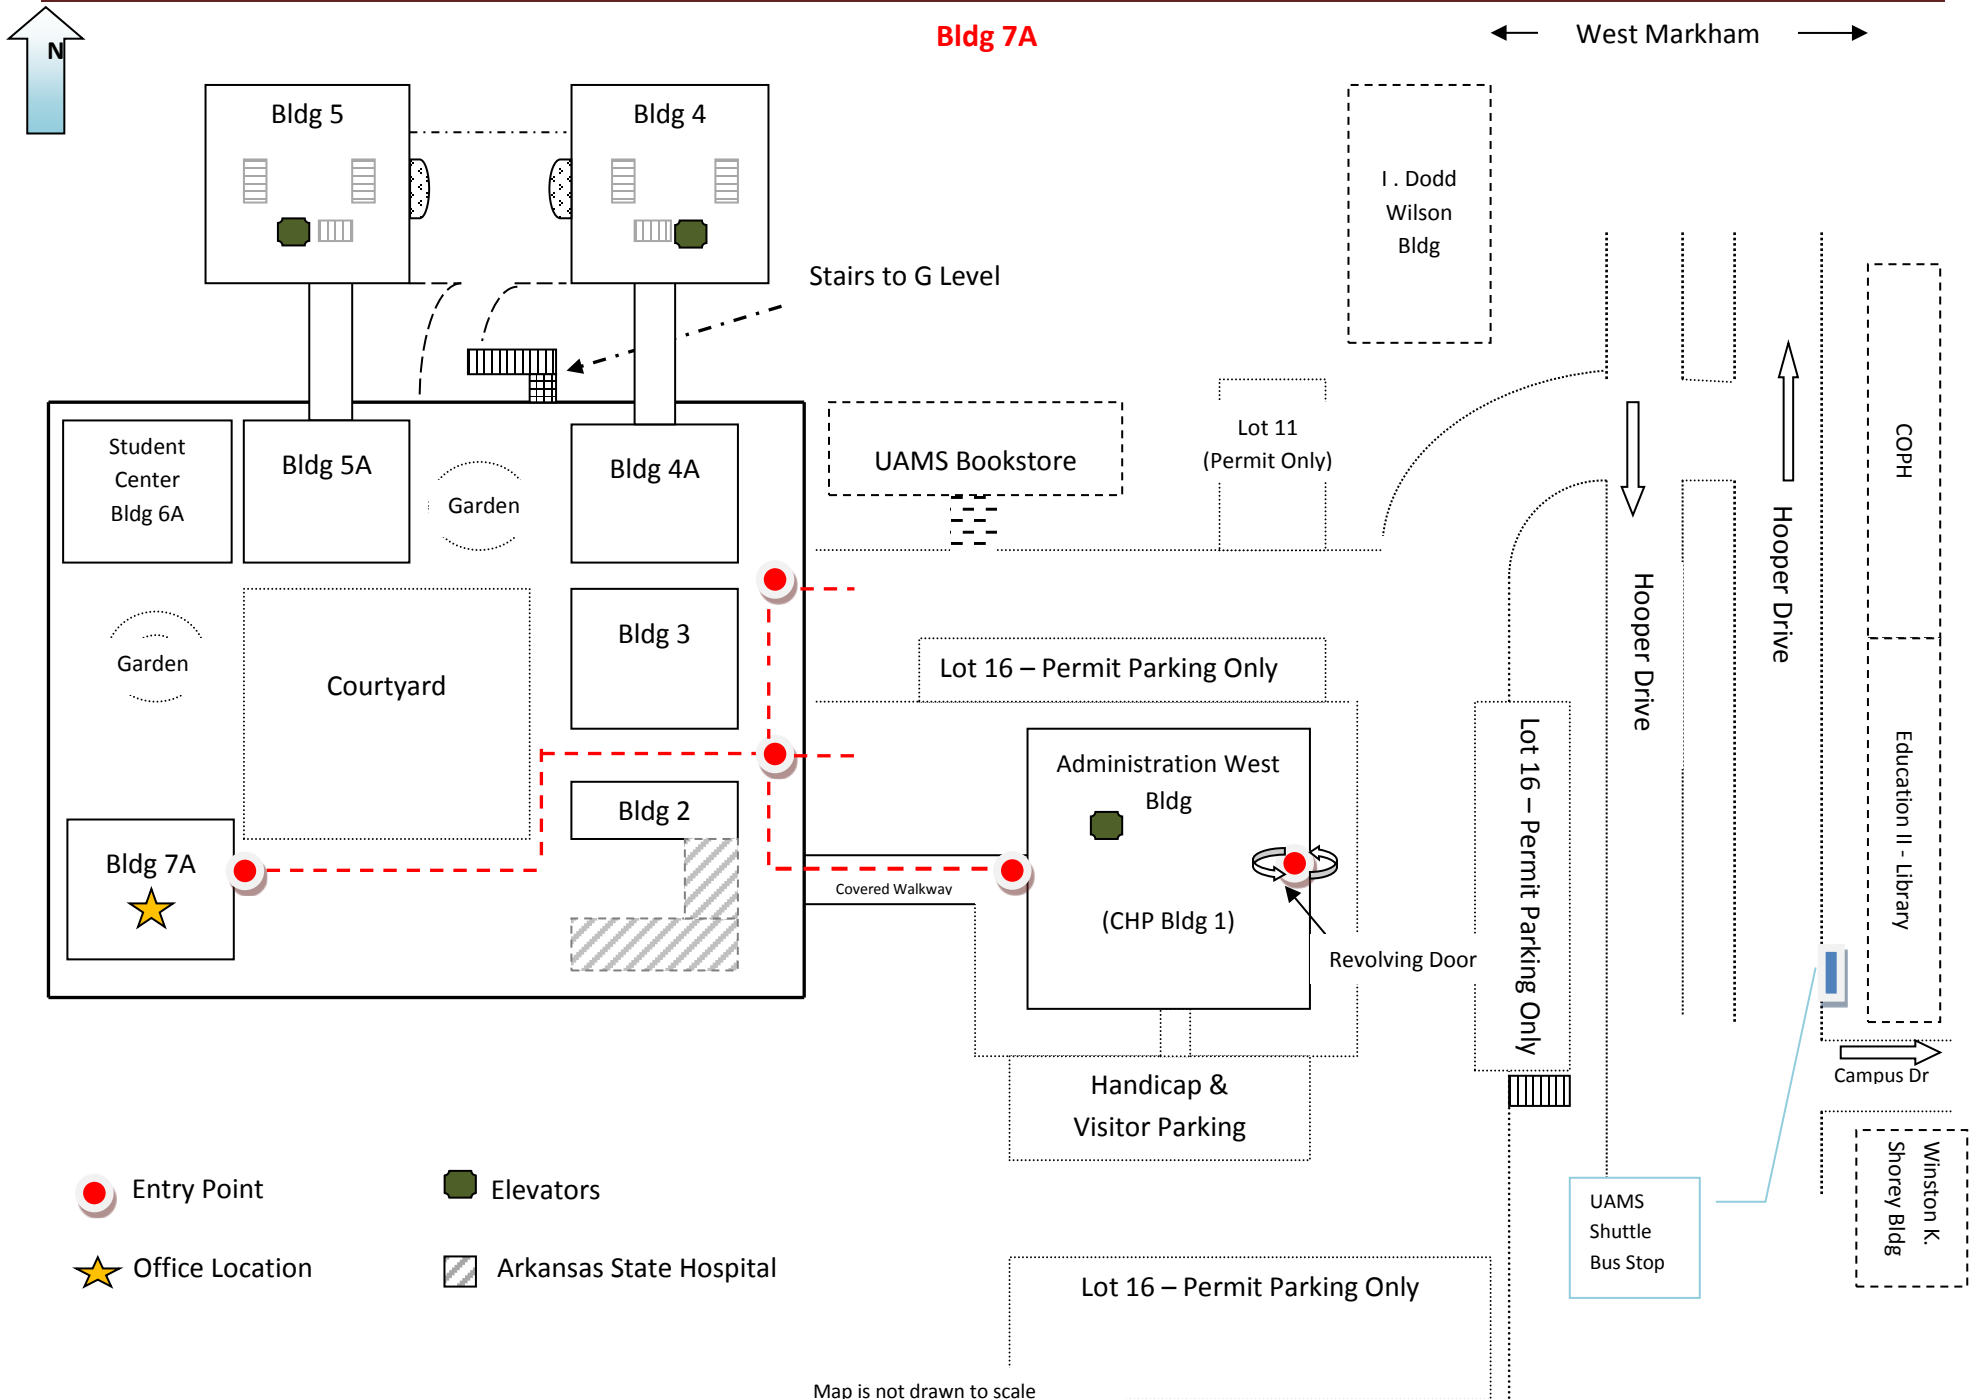 N
Bldg 7A
West Markham
Bldg 5
Bldg 4
I . Dodd
Wilson
Bldg
Stairs to G Level
Student
Center
Bldg 6A
Bldg 5A
Garden
Bldg 4A
UAMS Bookstore
Lot 11
(Permit Only)
COPH
Hooper Drive
Hooper Drive
Garden
Courtyard
Bldg 3
Lot 16 – Permit Parking Only
Lot 16 – Permit Parking Only
Administration West
Bldg
(CHP Bldg 1)
Education II - Library
Bldg 2
Bldg 7A
Covered Walkway
Revolving Door
Handicap &
Visitor Parking
Campus Dr
Winston K.
Shorey Bldg
UAMS
Shuttle
Bus Stop
Entry Point
Elevators
Office Location
Arkansas State Hospital
Lot 16 – Permit Parking Only
Map is not drawn to scale